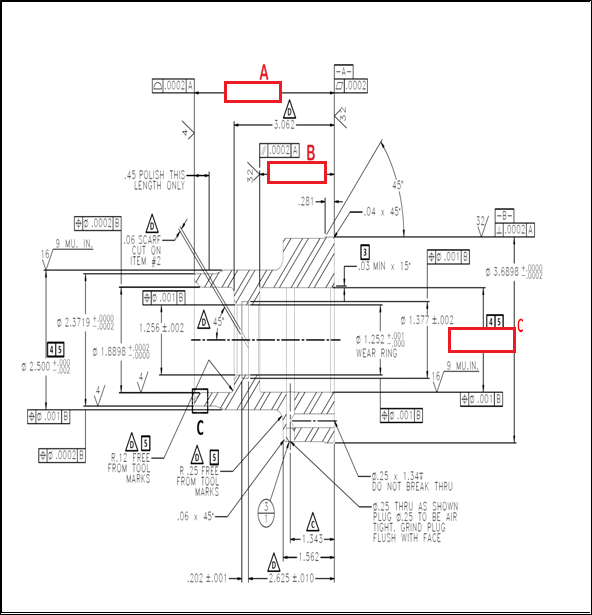 A
⌓ .0002 A
-A-
▱ .0002
D
3.062
4
32
// .0002 A
B
32
.45 POLISH THIS
LENGTH ONLY
45°
.281
.04 x 45°
-B-
⊥ .0002 A
32
⌖ ⌀ .0002 B
D
.06 SCARF
CUT ON
ITEM #2
9 MU. IN.
16
3
.03 MIN x 15°
⌖ ⌀ .001 B
⌀ 3.6898 +.0000 -.0002
⌖ ⌀ .001 B
1.256 ±.002
D
45°
⌀ 2.3719 +.0000 -.0002
⌀ 1.8898 +.0002 -.0000
4 S
⌀ 2.500 +.000 -.002
⌀ 1.377 ±.002
⌀ 1.252 +.001 -.000
WEAR RING
4 S
C
9 MU. IN.
16
4
4
⌖ ⌀ .001 B
⌖ ⌀ .001 B
⌖ ⌀ .001 B
⌖ ⌀ .0002 B
C
D S
R.12 FREE
FROM TOOL
MARKS
D S
R .25 FREE
FROM TOOL
MARKS
.06 x 45°
3
1
⌀.25 x 1.34↧
DO NOT BREAK THRU
⌀.25 THRU AS SHOWN
PLUG ⌀.25 TO BE AIR
TIGHT. GRIND PLUG
FLUSH WITH FACE
C
1.343
1.562
D
.202 ±.001
2.625 ±.010